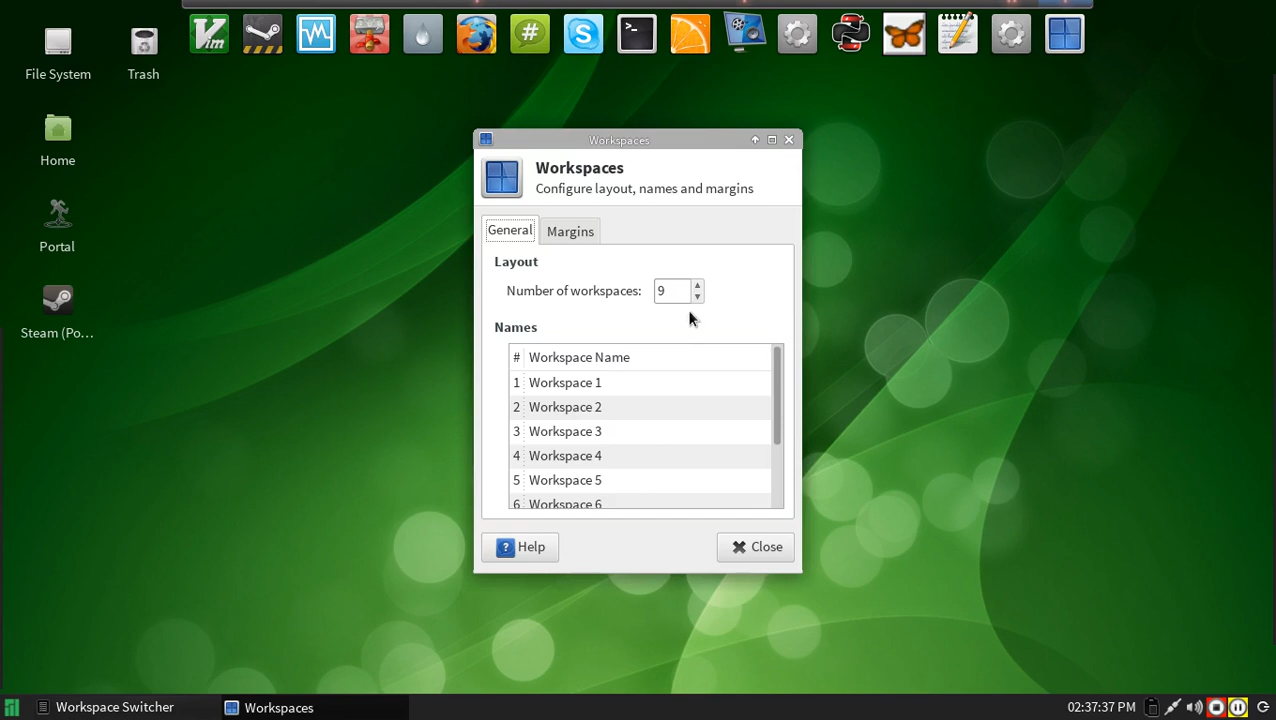 Vim
#
S
>_
File System
Trash
Home
Portal
Steam (Po...
Workspaces
Workspaces
Configure layout, names and margins
General
Margins
Layout
Number of workspaces: 9
Names
# Workspace Name
1 Workspace 1
2 Workspace 2
3 Workspace 3
4 Workspace 4
5 Workspace 5
6 Workspace 6
? Help
Close
Workspace Switcher
Workspaces
02:37:37 PM